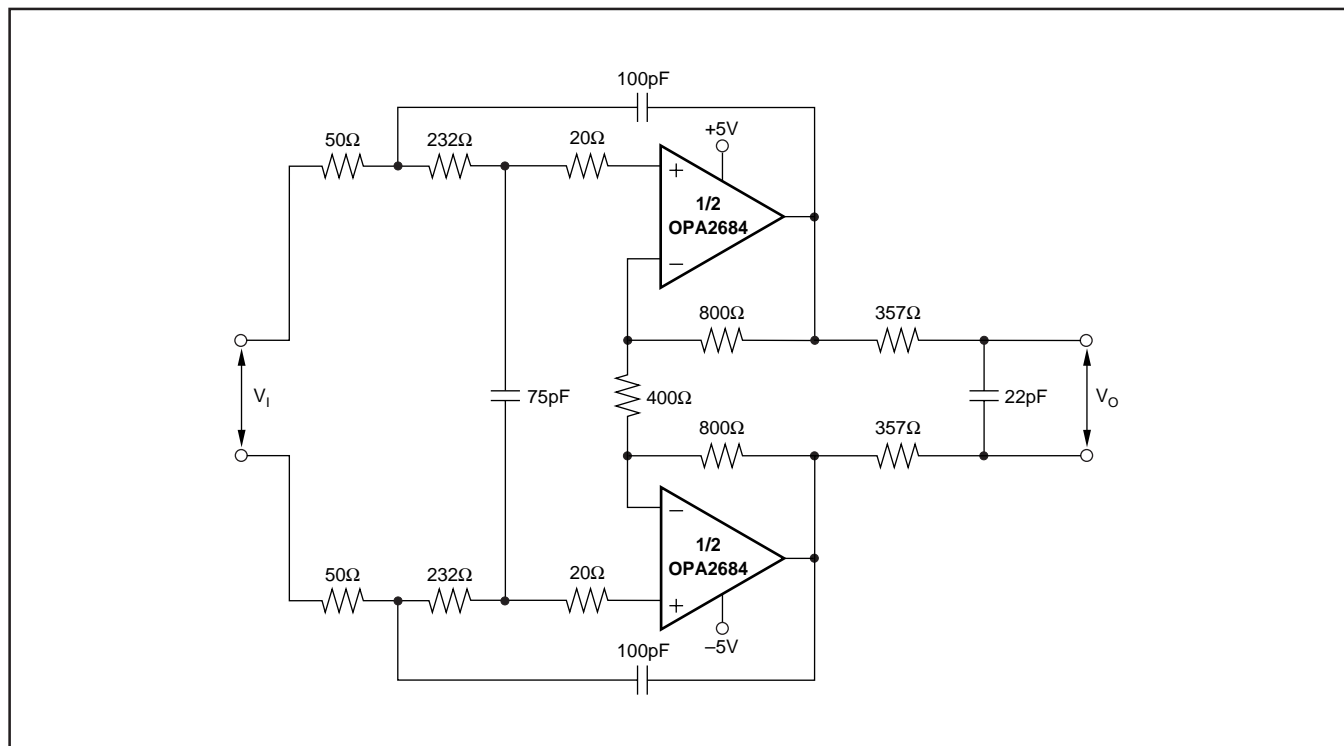 100pF
50Ω
232Ω
20Ω
+5V
+
1/2
OPA2684
−
800Ω
357Ω
V_I
75pF
400Ω
22pF
V_O
800Ω
357Ω
−
50Ω
232Ω
20Ω
1/2
OPA2684
+
–5V
100pF